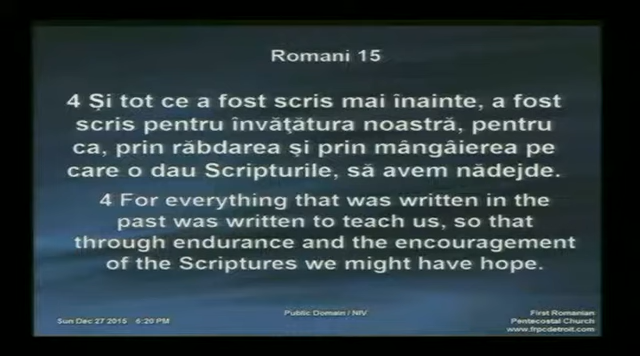 Romani 15
4 Şi tot ce a fost scris mai înainte, a fost
scris pentru învăţătura noastră, pentru
ca, prin răbdarea şi prin mângâierea pe
care o dau Scripturile, să avem nădejde.
4 For everything that was written in the
past was written to teach us, so that
through endurance and the encouragement
of the Scriptures we might have hope.
Public Domain / NIV
Sun Dec 27 2015 6:20 PM
First Romanian
Pentecostal Church
www.frpcdetroit.com